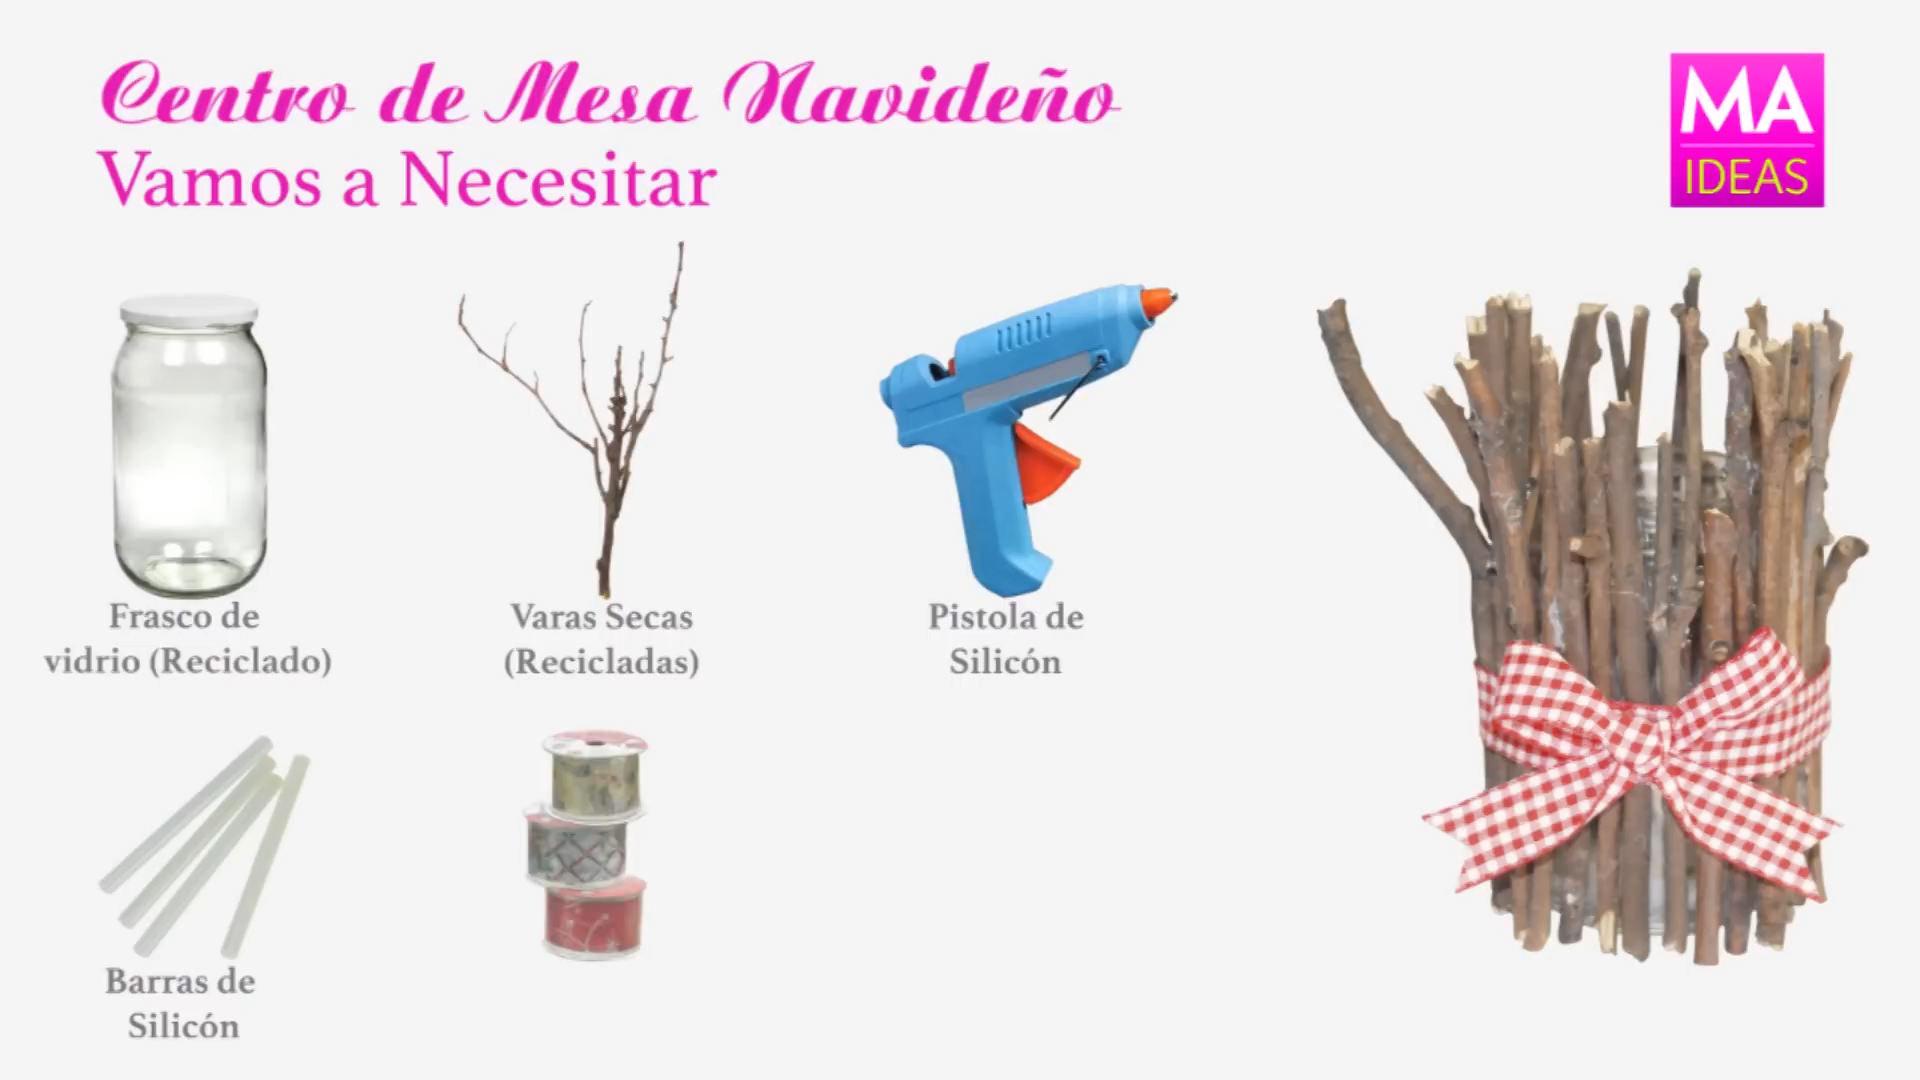 Centro de Mesa Navideño
Vamos a Necesitar
MA
IDEAS
Frasco de
vidrio (Reciclado)
Varas Secas
(Recicladas)
Pistola de
Silicón
Barras de
Silicón